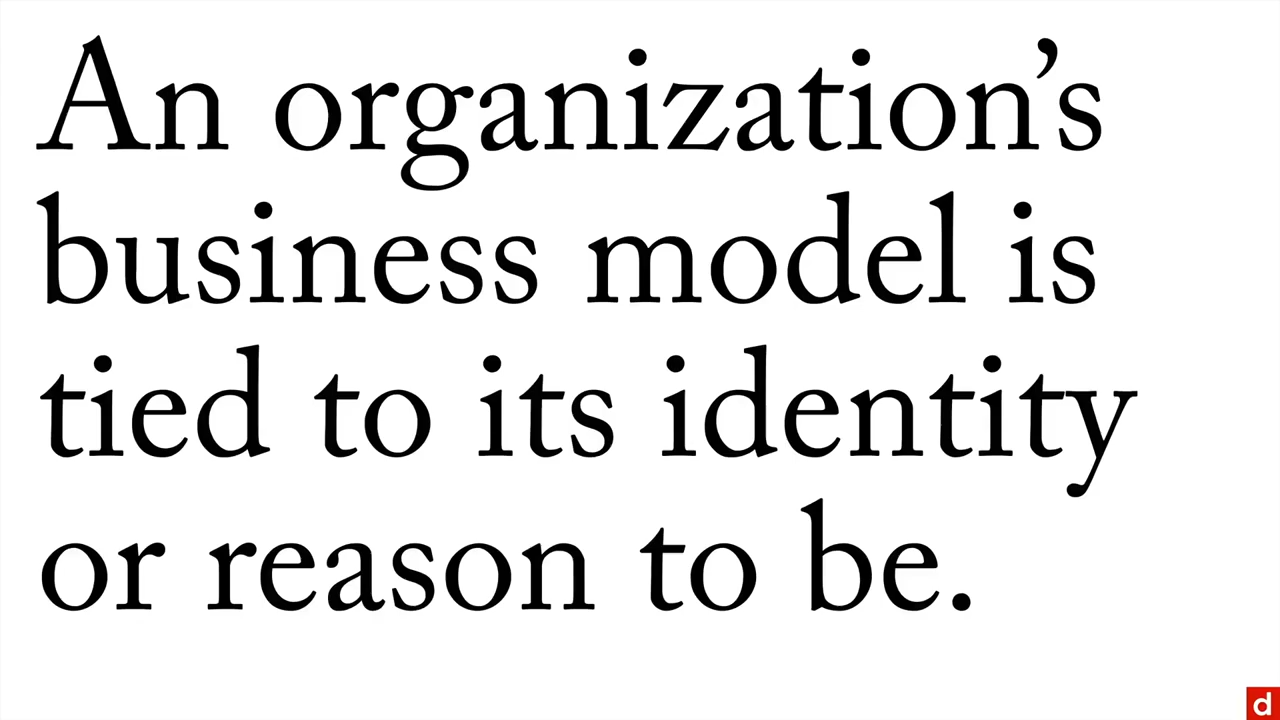 An organization’s
business model is
tied to its identity
or reason to be.
d